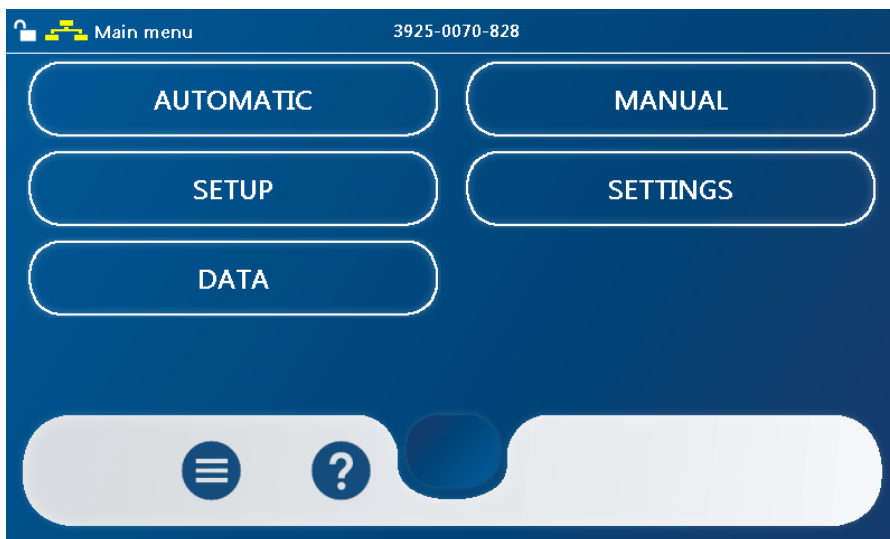 Main menu 3925-0070-828
AUTOMATIC MANUAL
SETUP SETTINGS
DATA
?